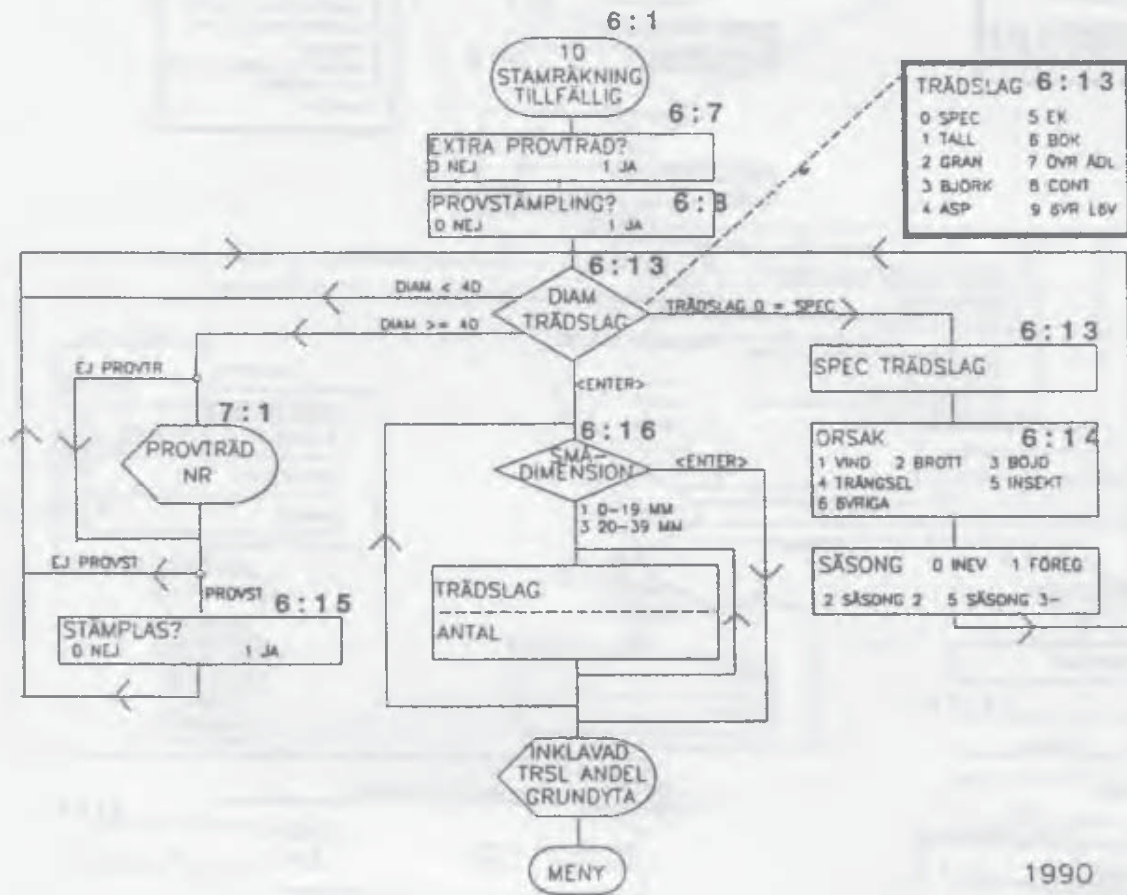 6:1
10
STAMRÄKNING
TILLFÄLLIG
6:7
EXTRA PROVTRÄD?
0 NEJ 1 JA
PROVSTÄMPLING? 6:8
0 NEJ 1 JA
TRÄDSLAG 6:13
0 SPEC 5 EK
1 TALL 6 BOK
2 GRAN 7 ÖVR ÄDL
3 BJÖRK 8 CONT
4 ASP 9 ÖVR LÖV
6:13
DIAM
TRÄDSLAG
DIAM < 40
DIAM >= 40
TRÄDSLAG 0 = SPEC
6:13
SPEC TRÄDSLAG
EJ PROVTR
<ENTER>
7:1
PROVTRÄD
NR
6:16
SMÅ-
DIMENSION
<ENTER>
1 0-19 MM
3 20-39 MM
ORSAK 6:14
1 VIND 2 BROTT 3 BÖJD
4 TRÄNGSEL 5 INSEKT
6 ÖVRIGA
EJ PROVST
PROVST
6:15
STÄMPLAS?
0 NEJ 1 JA
TRÄDSLAG
ANTAL
SÄSONG 0 INEV 1 FÖREG
2 SÄSONG 2 5 SÄSONG 3-
INKLAVAD
TRSL ANDEL
GRUNDYTA
MENY
1990